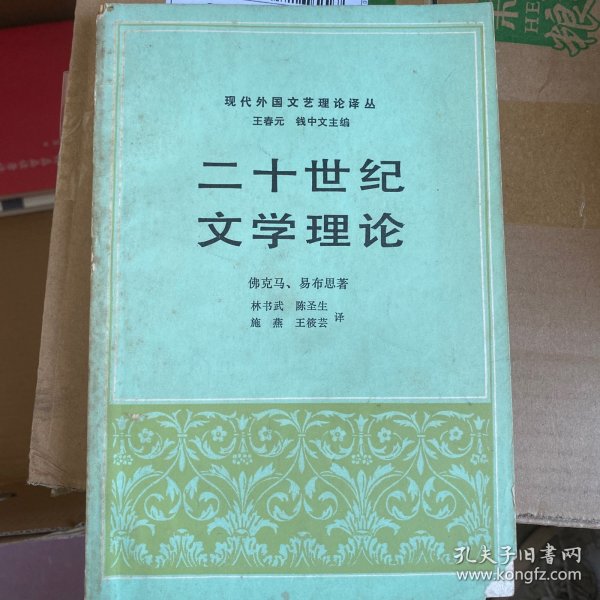 现代外国文艺理论译丛
王春元 钱中文主编
二十世纪
文学理论
佛克马、易布思著
林书武 陈圣生
施燕 王筱芸 译
孔夫子旧书网
www.kongfz.com